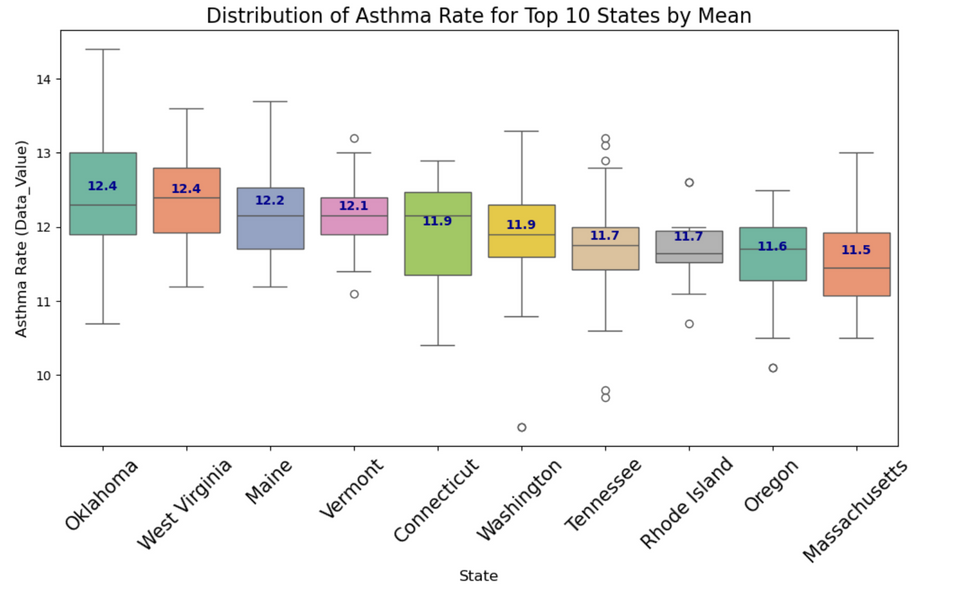 Distribution of Asthma Rate for Top 10 States by Mean
Asthma Rate (Data_Value)
14
13
12
11
10
12.4
12.4
12.2
12.1
11.9
11.9
11.7
11.7
11.6
11.5
Oklahoma
West Virginia
Maine
Vermont
Connecticut
Washington
Tennessee
Rhode Island
Oregon
Massachusetts
State